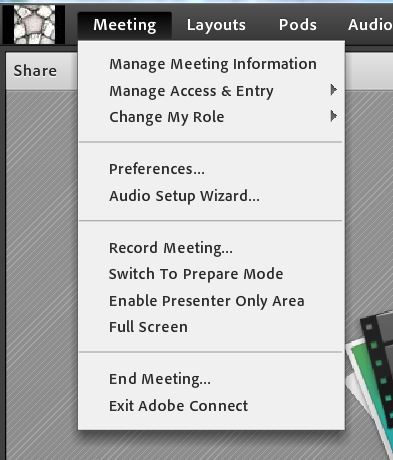 Meeting Layouts Pods Audio
Share
Manage Meeting Information
Manage Access & Entry
Change My Role
Preferences...
Audio Setup Wizard...
Record Meeting...
Switch To Prepare Mode
Enable Presenter Only Area
Full Screen
End Meeting...
Exit Adobe Connect